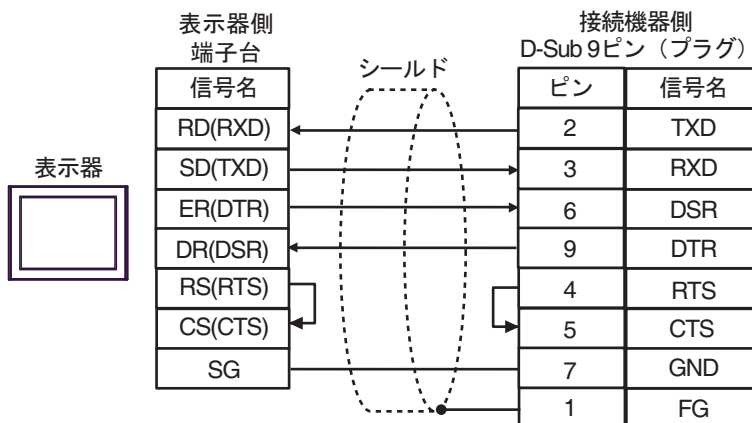 表示器側
端子台
接続機器側
D-Sub 9ピン（プラグ）
シールド
信号名
ピン
信号名
RD(RXD)
2
TXD
表示器
SD(TXD)
3
RXD
ER(DTR)
6
DSR
DR(DSR)
9
DTR
RS(RTS)
4
RTS
CS(CTS)
5
CTS
SG
7
GND
1
FG